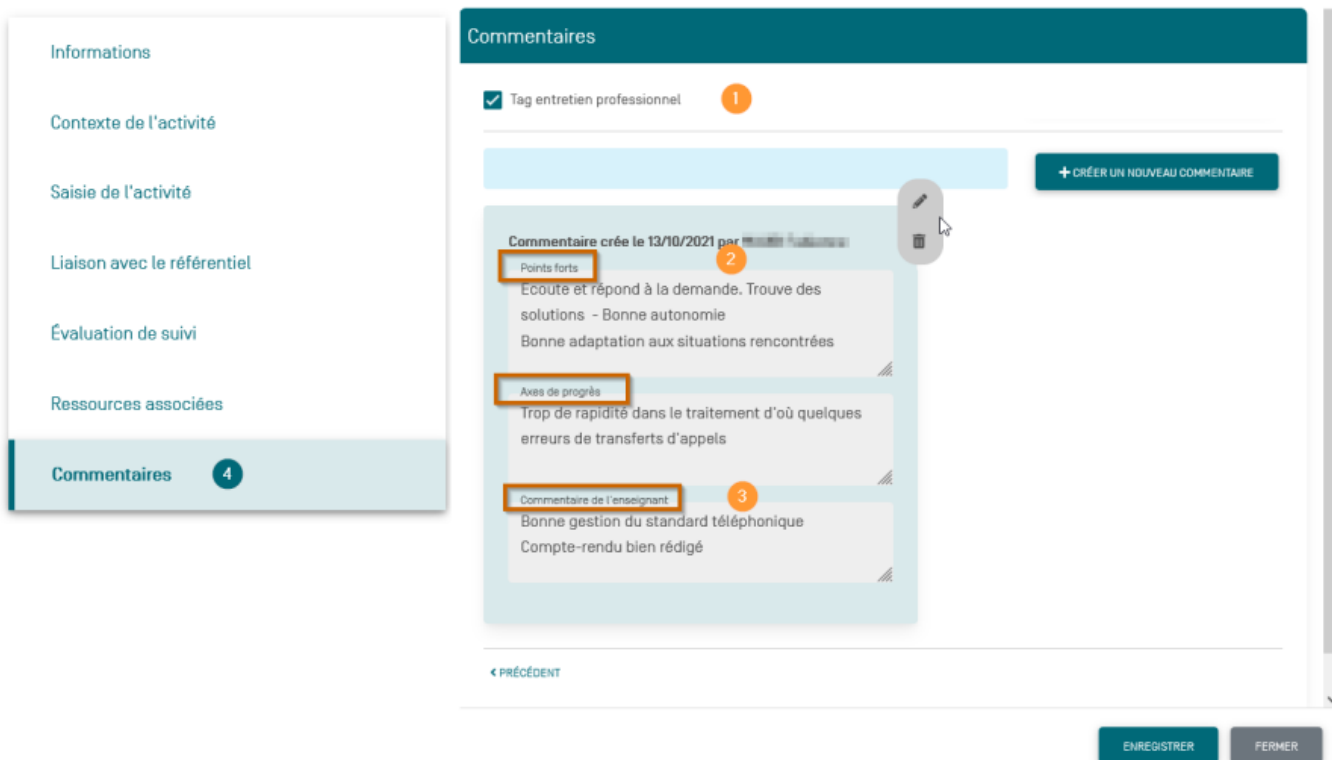 Informations
Contexte de l'activité
Saisie de l'activité
Liaison avec le référentiel
Évaluation de suivi
Ressources associées
Commentaires 4
Commentaires
Tag entretien professionnel 1
+ CRÉER UN NOUVEAU COMMENTAIRE
Commentaire crée le 13/10/2021 par
2
Points forts
Ecoute et répond à la demande. Trouve des
solutions - Bonne autonomie
Bonne adaptation aux situations rencontrées
Axes de progrès
Trop de rapidité dans le traitement d'où quelques
erreurs de transferts d'appels
Commentaire de l'enseignant 3
Bonne gestion du standard téléphonique
Compte-rendu bien rédigé
< PRÉCÉDENT
ENREGISTRER FERMER